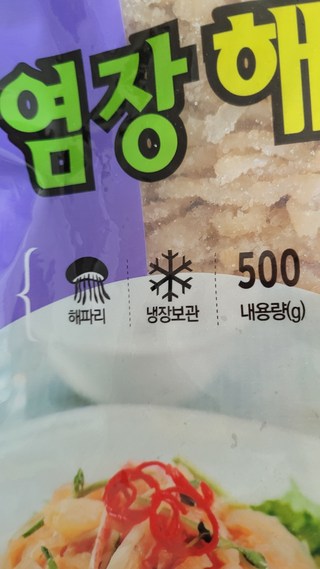 염장 해
해파리
냉장보관
500
내용량(g)